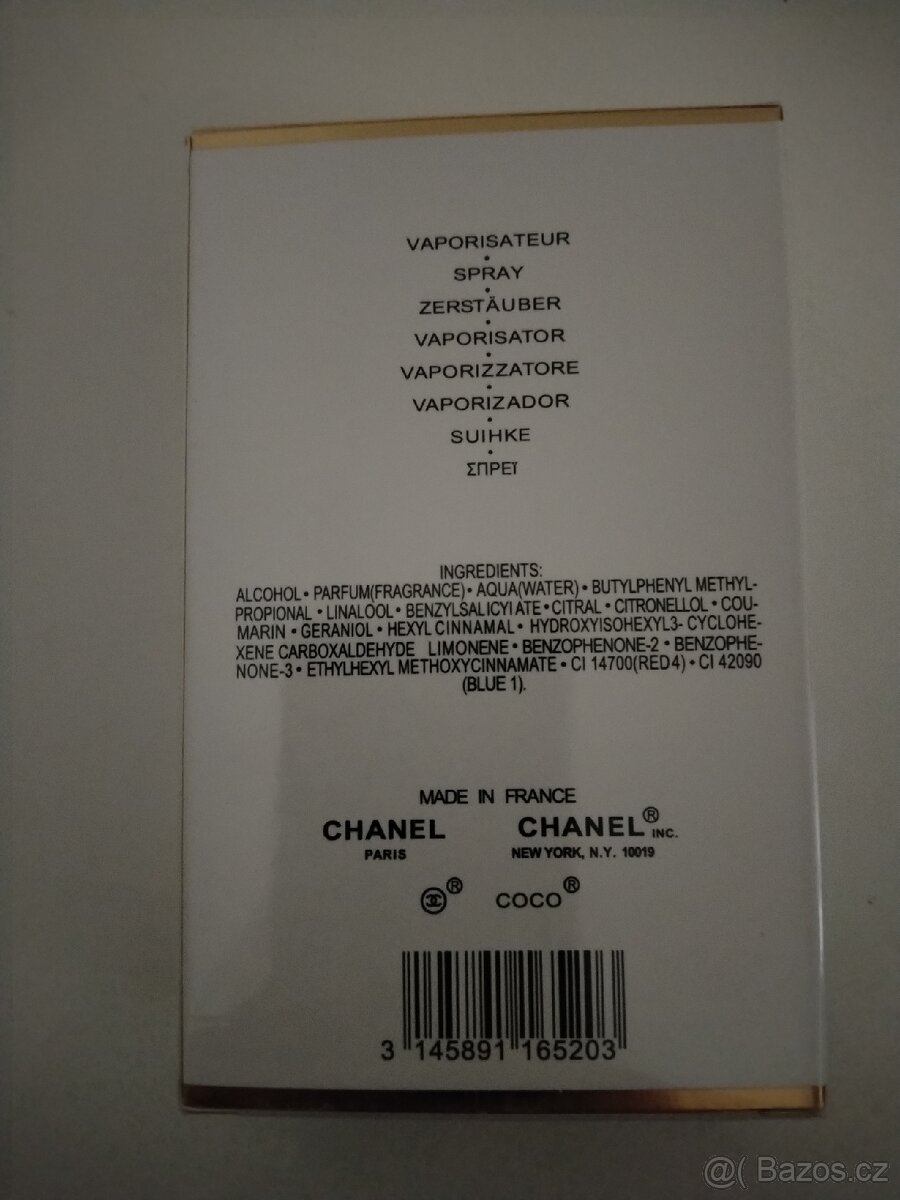 VAPORISATEUR
•
SPRAY
•
ZERSTÄUBER
•
VAPORISATOR
•
VAPORIZZATORE
•
VAPORIZADOR
•
SUIHKE
•
ΣΠΡΕΪ
INGREDIENTS:
ALCOHOL • PARFUM(FRAGRANCE) • AQUA(WATER) • BUTYLPHENYL METHYL-
PROPIONAL • LINALOOL • BENZYLSALICYIATE • CITRAL • CITRONELLOL • COU-
MARIN • GERANIOL • HEXYL CINNAMAL • HYDROXYISOHEXYL3- CYCLOHE-
XENE CARBOXALDEHYDE LIMONENE • BENZOPHENONE-2 • BENZOPHE-
NONE-3 • ETHYLHEXYL METHOXYCINNAMATE • CI 14700(RED4) • CI 42090
(BLUE 1).
MADE IN FRANCE
CHANEL CHANEL® INC.
PARIS NEW YORK, N.Y. 10019
® COCO®
3 145891 165203
@( Bazos.cz